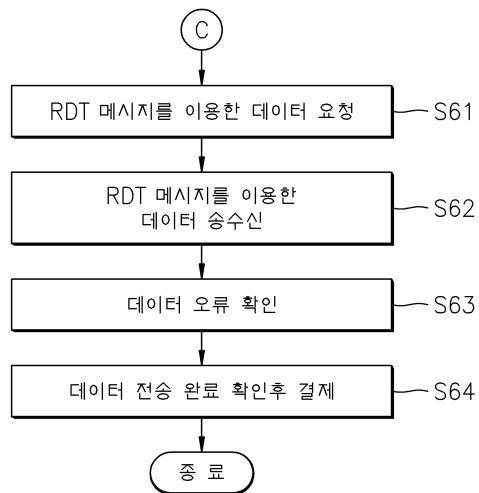 C
RDT 메시지를 이용한 데이터 요청
S61
RDT 메시지를 이용한
데이터 송수신
S62
데이터 오류 확인
S63
데이터 전송 완료 확인후 결제
S64
종 료